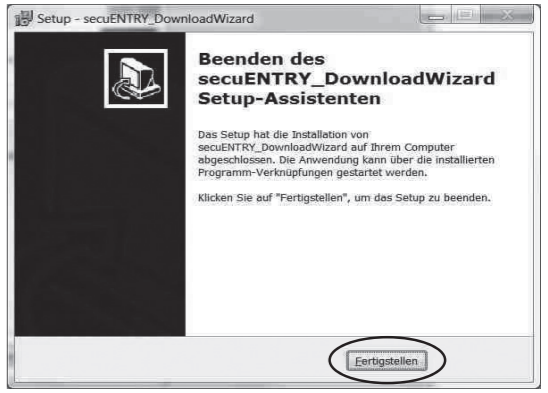 Setup - secuENTRY_DownloadWizard
Beenden des
secuENTRY_DownloadWizard
Setup-Assistenten
Das Setup hat die Installation von
secuENTRY_DownloadWizard auf Ihrem Computer
abgeschlossen. Die Anwendung kann über die installierten
Programm-Verknüpfungen gestartet werden.
Klicken Sie auf "Fertigstellen", um das Setup zu beenden.
Fertigstellen